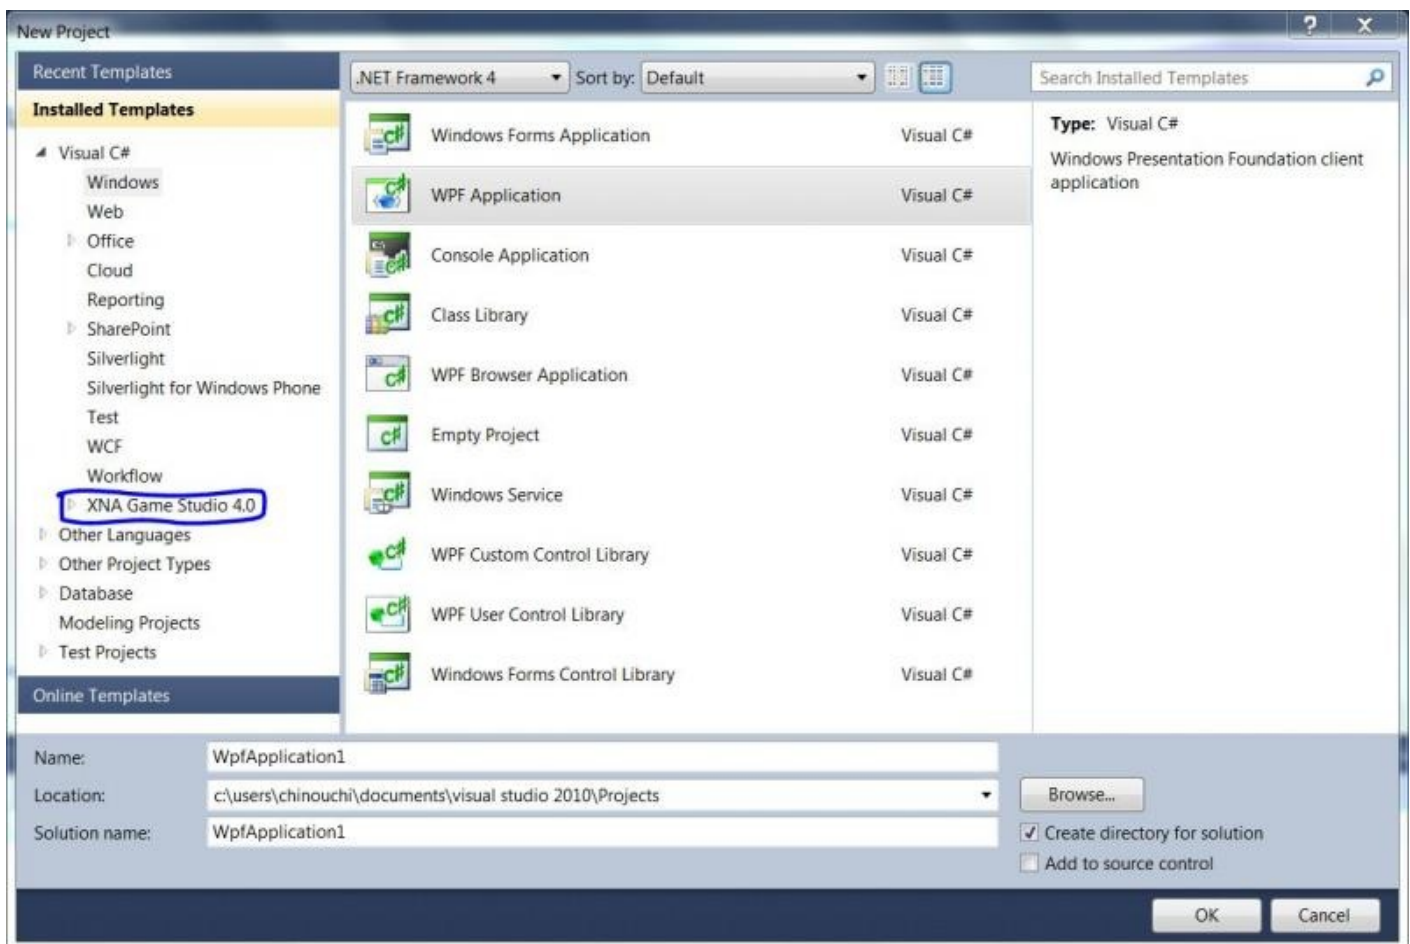 New Project
Recent Templates
.NET Framework 4 Sort by: Default Search Installed Templates
Installed Templates
Visual C#
Windows
Web
Office
Cloud
Reporting
SharePoint
Silverlight
Silverlight for Windows Phone
Test
WCF
Workflow
XNA Game Studio 4.0
Other Languages
Other Project Types
Database
Modeling Projects
Test Projects
Online Templates
Windows Forms Application Visual C#
WPF Application Visual C#
Console Application Visual C#
Class Library Visual C#
WPF Browser Application Visual C#
Empty Project Visual C#
Windows Service Visual C#
WPF Custom Control Library Visual C#
WPF User Control Library Visual C#
Windows Forms Control Library Visual C#
Type: Visual C#
Windows Presentation Foundation client
application
Name: WpfApplication1
Location: c:\users\chinouchi\documents\visual studio 2010\Projects Browse...
Solution name: WpfApplication1
Create directory for solution
Add to source control
OK Cancel